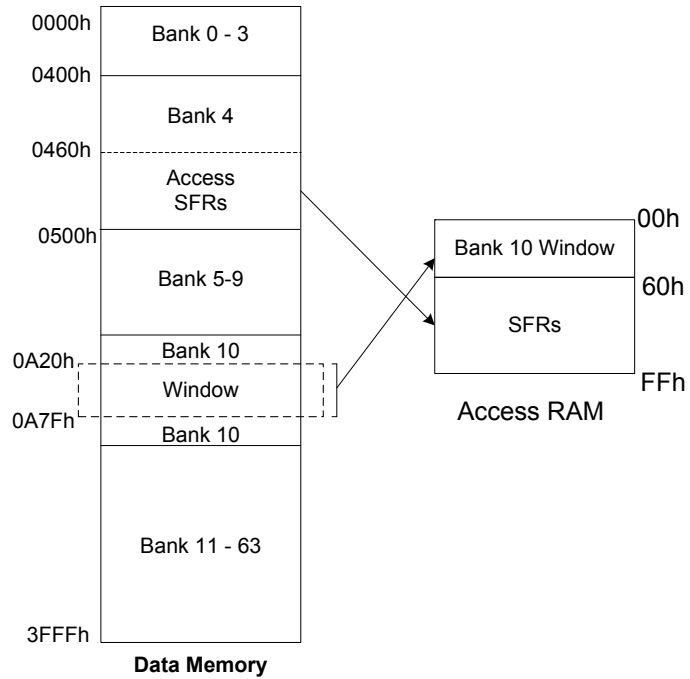 0000h
Bank 0 - 3
0400h
Bank 4
0460h
Access
SFRs
0500h
Bank 5-9
Bank 10
0A20h
Window
0A7Fh
Bank 10
Bank 11 - 63
3FFFh
Data Memory
00h
Bank 10 Window
60h
SFRs
FFh
Access RAM